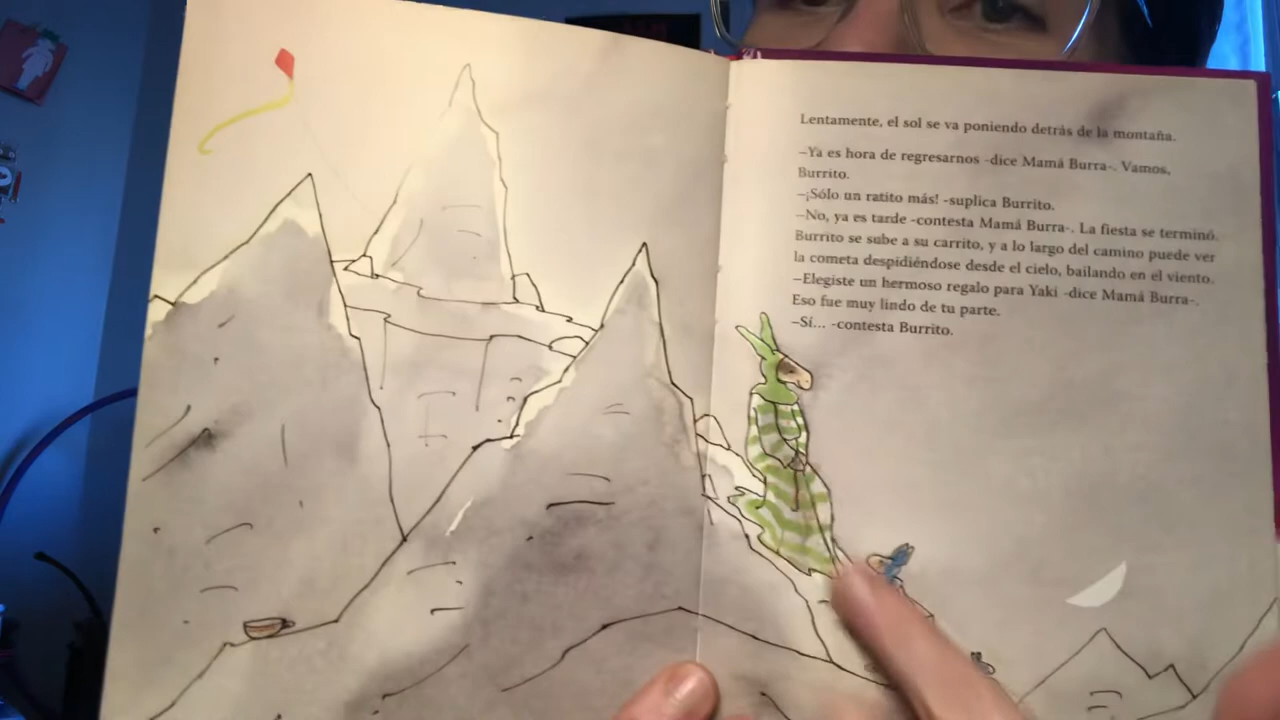 Lentamente, el sol se va poniendo detrás de la montaña.
–Ya es hora de regresarnos -dice Mamá Burra-. Vamos,
Burrito.
–¡Sólo un ratito más! -suplica Burrito.
–No, ya es tarde -contesta Mamá Burra-. La fiesta se terminó.
Burrito se sube a su carrito, y a lo largo del camino puede ver
la cometa despidiéndose desde el cielo, bailando en el viento.
–Elegiste un hermoso regalo para Yaki -dice Mamá Burra-.
Eso fue muy lindo de tu parte.
–Sí... -contesta Burrito.